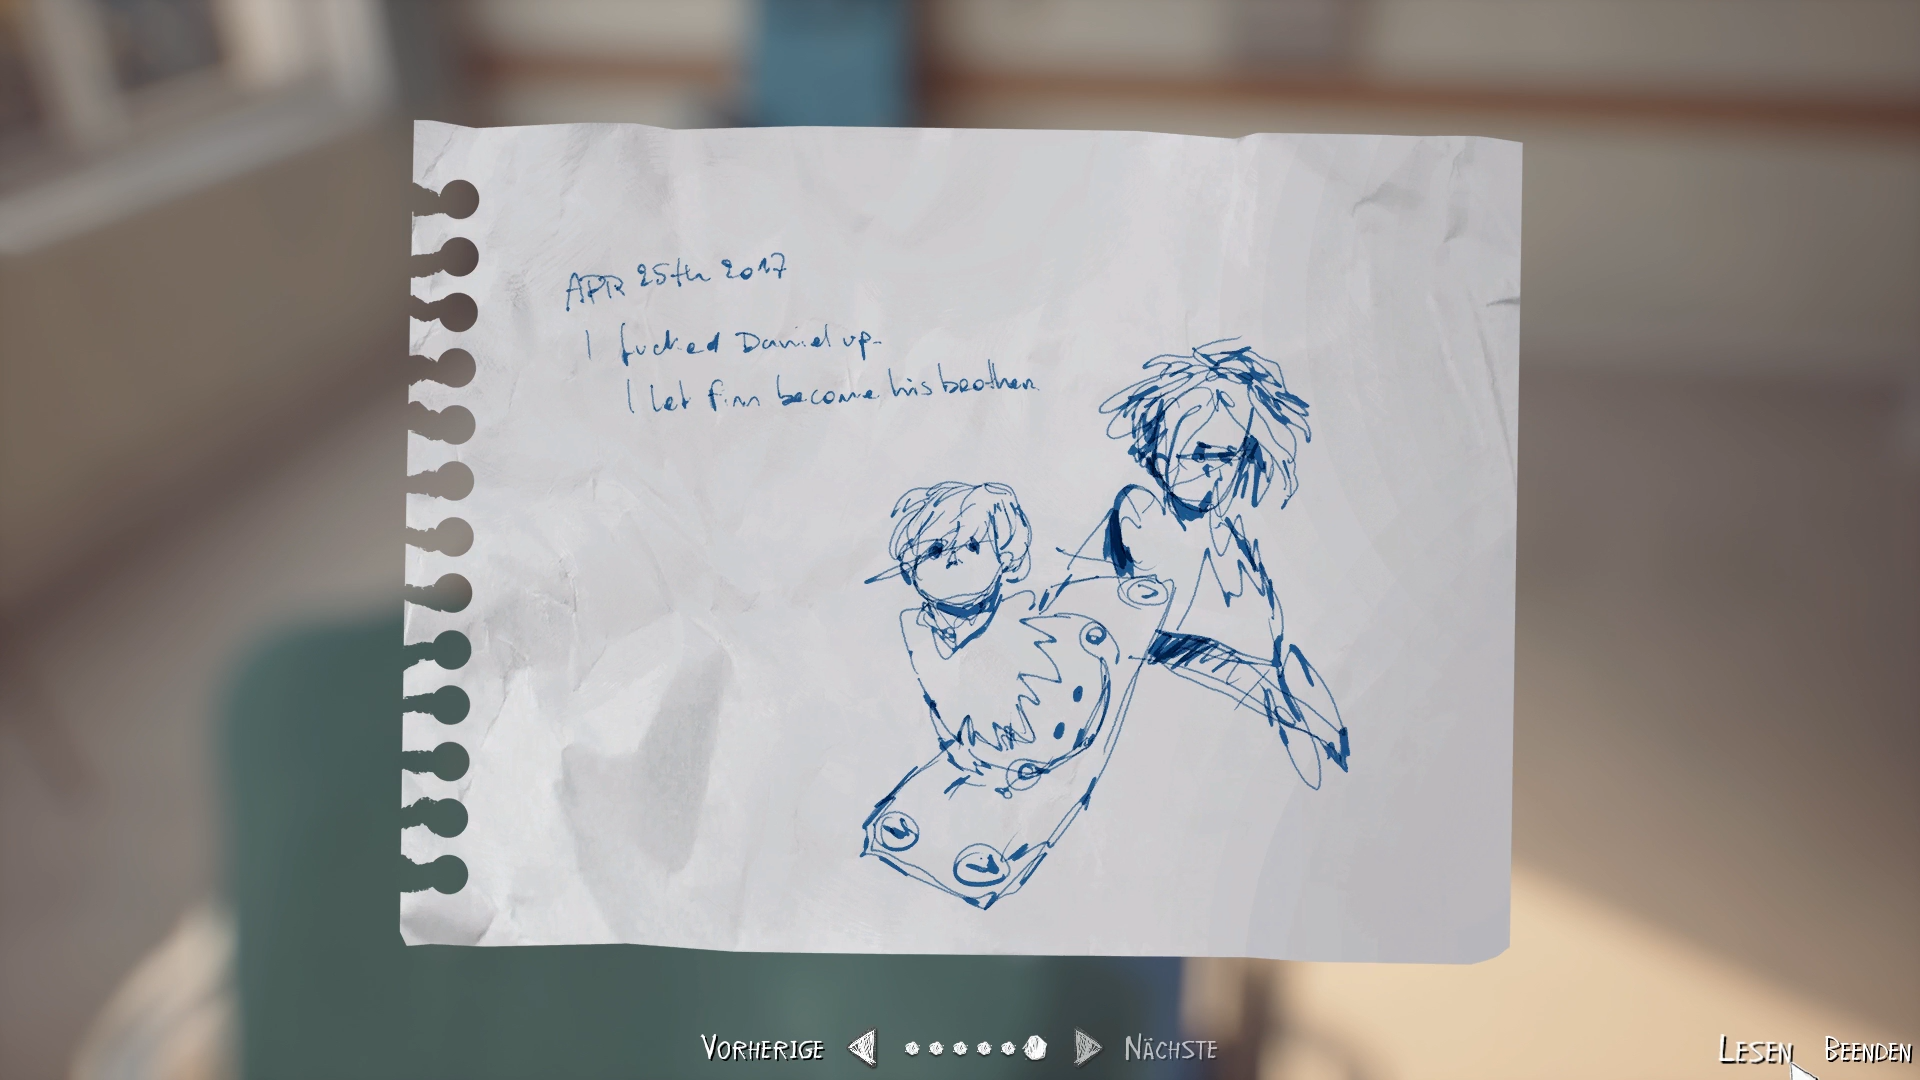 APR 25th 2017
I fucked Daniel up.
I let finn become his brother.
VORHERIGE NÄCHSTE
LESEN BEENDEN